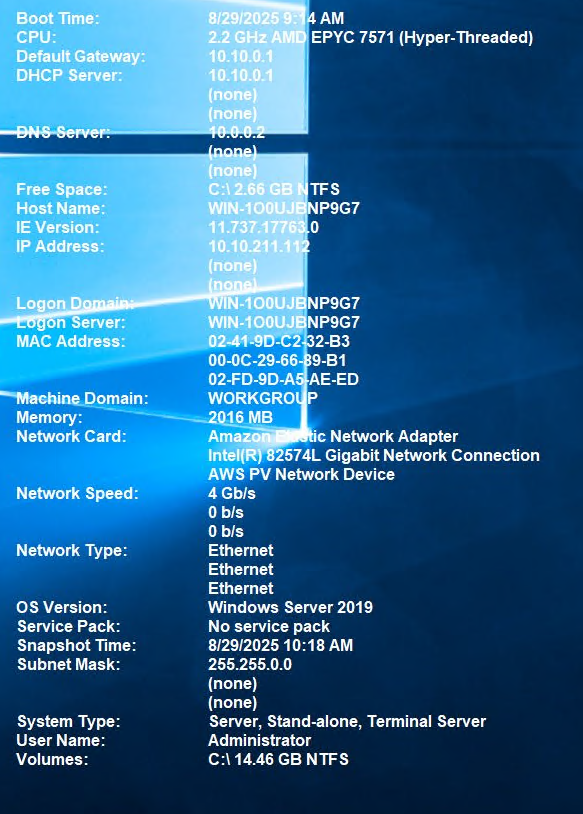 Boot Time: 8/29/2025 9:14 AM
CPU: 2.2 GHz AMD EPYC 7571 (Hyper-Threaded)
Default Gateway: 10.10.0.1
DHCP Server: 10.10.0.1
(none)
(none)
DNS Server: 10.0.0.2
(none)
(none)
Free Space: C:\ 2.66 GB NTFS
Host Name: WIN-1O0UJBNP9G7
IE Version: 11.737.17763.0
IP Address: 10.10.211.112
(none)
(none)
Logon Domain: WIN-1O0UJBNP9G7
Logon Server: WIN-1O0UJBNP9G7
MAC Address: 02-41-9D-C2-32-B3
00-0C-29-66-89-B1
02-FD-9D-A5-AE-ED
Machine Domain: WORKGROUP
Memory: 2016 MB
Network Card: Amazon Elastic Network Adapter
Intel(R) 82574L Gigabit Network Connection
AWS PV Network Device
Network Speed: 4 Gb/s
0 b/s
0 b/s
Network Type: Ethernet
Ethernet
Ethernet
OS Version: Windows Server 2019
Service Pack: No service pack
Snapshot Time: 8/29/2025 10:18 AM
Subnet Mask: 255.255.0.0
(none)
(none)
System Type: Server, Stand-alone, Terminal Server
User Name: Administrator
Volumes: C:\ 14.46 GB NTFS